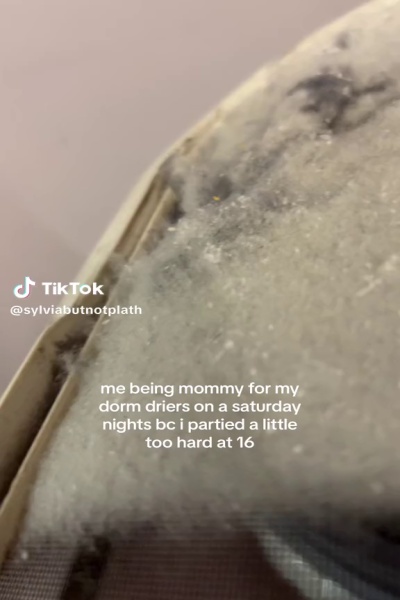 TikTok
@sylviabutnotplath
me being mommy for my
dorm driers on a saturday
nights bc i partied a little
too hard at 16